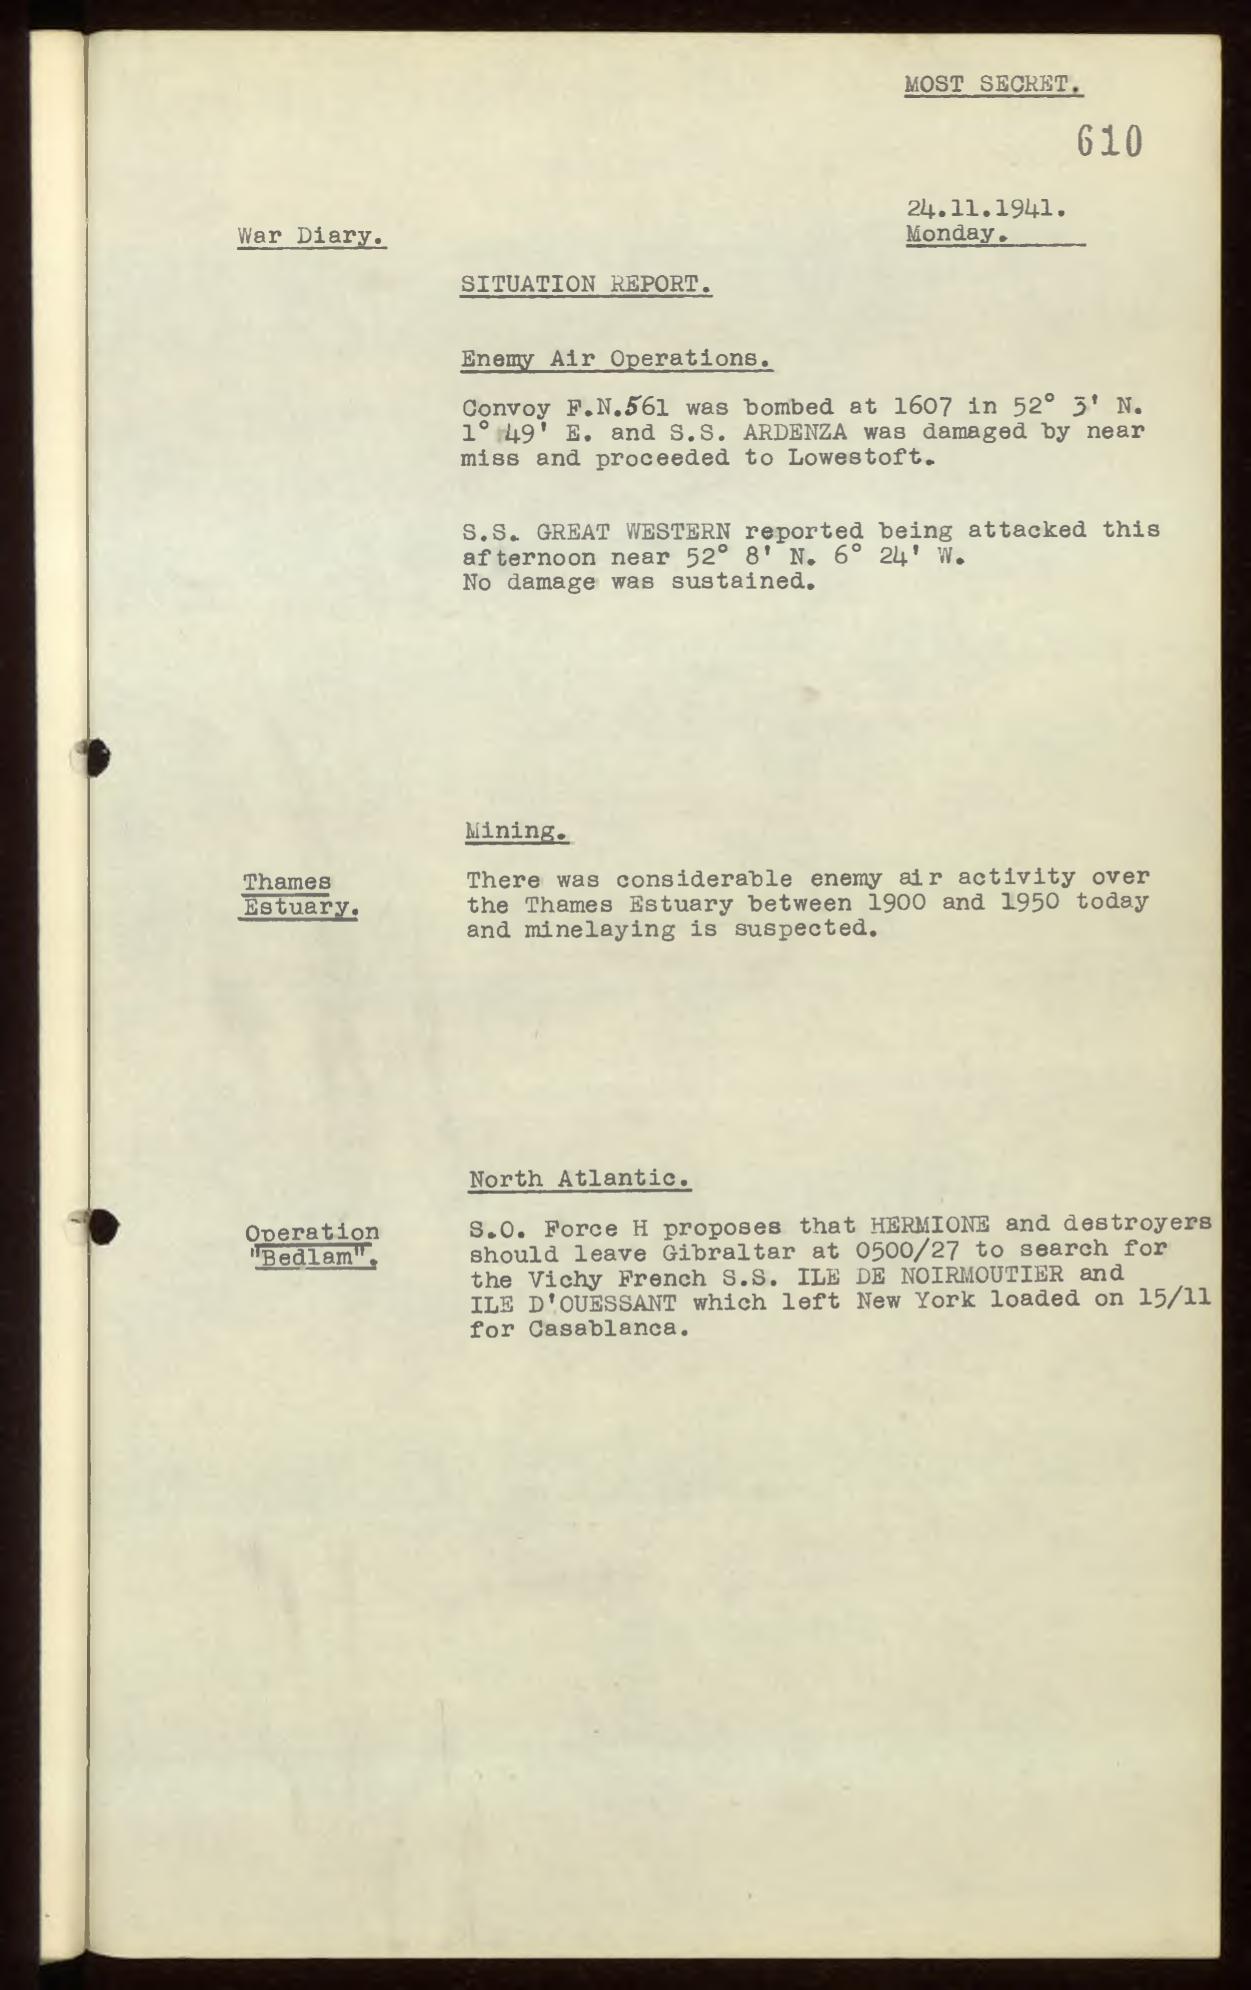 MOST SECRET.
610
24.11.1941.
War Diary.
Monday.
SITUATION REPORT.
Enemy Air Operations.
Convoy F.N.561 was bombed at 1607 in 52° 3' N.
1° 49' E. and S.S. ARDENZA was damaged by near
miss and proceeded to Lowestoft.
S.S. GREAT WESTERN reported being attacked this
afternoon near 52° 8' N. 6° 24' W.
No damage was sustained.
Mining.
Thames
Estuary.
There was considerable enemy air activity over
the Thames Estuary between 1900 and 1950 today
and minelaying is suspected.
North Atlantic.
Operation
"Bedlam".
S.O. Force H proposes that HERMIONE and destroyers
should leave Gibraltar at 0500/27 to search for
the Vichy French S.S. ILE DE NOIRMOUTIER and
ILE D'OUESSANT which left New York loaded on 15/11
for Casablanca.